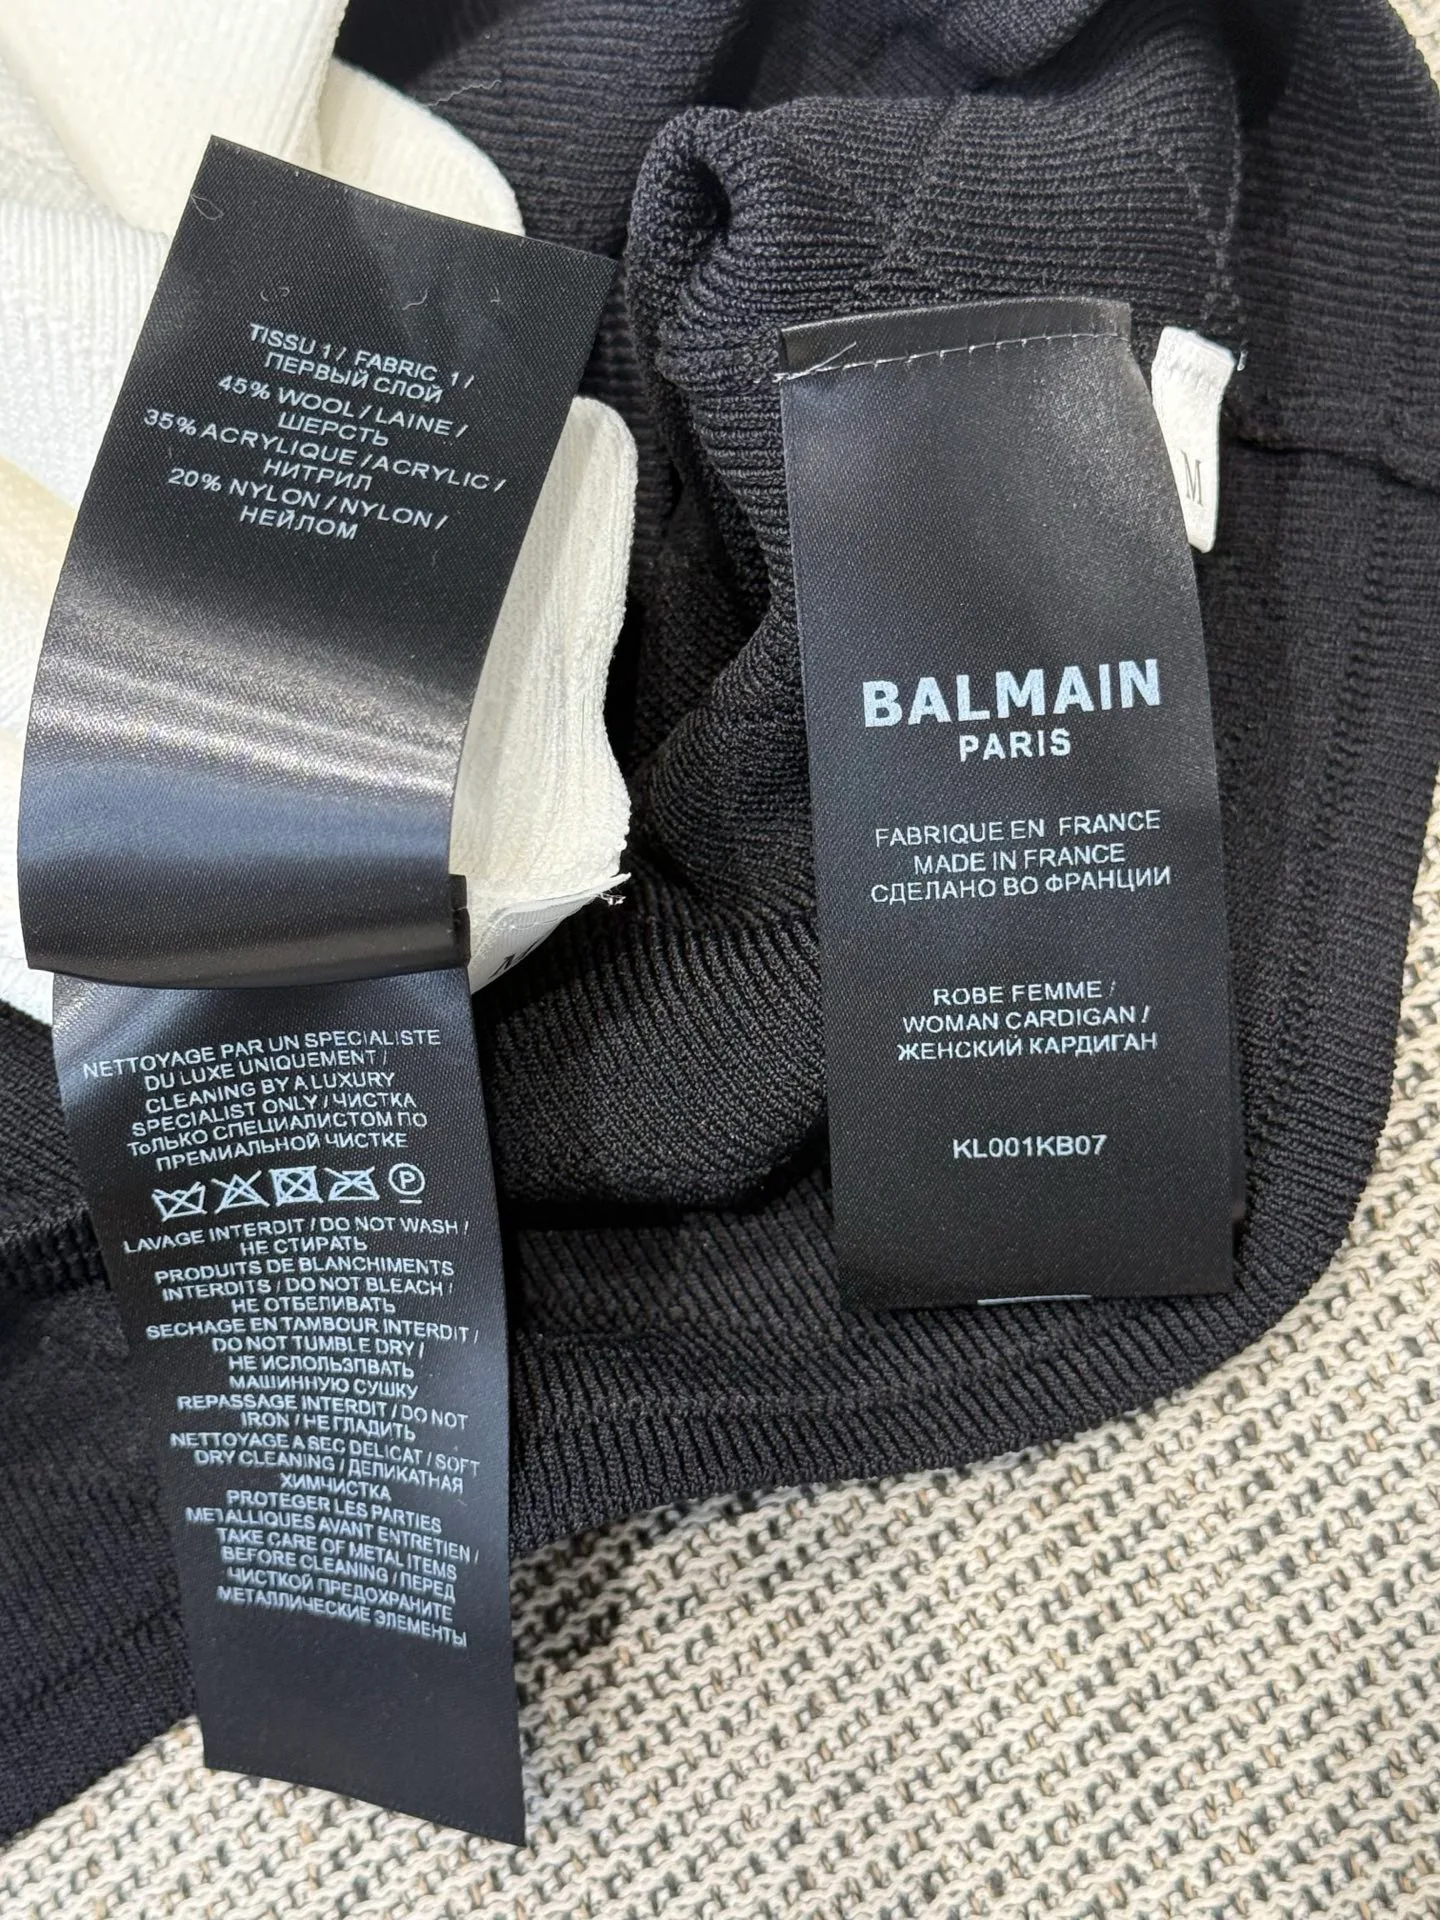 TISSU 1 / FABRIC 1 /
ПЕРВЫЙ СЛОЙ
45% WOOL / LAINE /
ШЕРСТЬ
35% ACRYLIQUE / ACRYLIC /
НИТРИЛ
20% NYLON / NYLON /
НЕЙЛОМ
NETTOYAGE PAR UN SPECIALISTE
DU LUXE UNIQUEMENT /
CLEANING BY A LUXURY
SPECIALIST ONLY / ЧИСТКА
ТоЛЬКО СПЕЦИАЛИСТОМ ПО
ПРЕМИАЛЬНОЙ ЧИСТКЕ
P
LAVAGE INTERDIT / DO NOT WASH /
НЕ СТИРАТЬ
PRODUITS DE BLANCHIMENTS
INTERDITS / DO NOT BLEACH /
НЕ ОТБЕЛИВАТЬ
SECHAGE EN TAMBOUR INTERDIT /
DO NOT TUMBLE DRY /
НЕ ИСЛОЛЬЗПВАТЬ
МАШИННУЮ СУШКУ
REPASSAGE INTERDIT / DO NOT
IRON / НЕ ГЛАДИТЬ
NETTOYAGE A SEC DELICAT / SOFT
DRY CLEANING / ДЕЛИКАТНАЯ
ХИМЧИСТКА
PROTEGER LES PARTIES
METALLIQUES AVANT ENTRETIEN /
TAKE CARE OF METAL ITEMS
BEFORE CLEANING / ПЕРЕД
ЧИСТКОЙ ПРЕДОХРАНИТЕ
МЕТАЛЛИЧЕСКИЕ ЭЛЕМЕНТЫ
M
M
BALMAIN
PARIS
FABRIQUE EN FRANCE
MADE IN FRANCE
СДЕЛАНО ВО ФРАНЦИИ
ROBE FEMME /
WOMAN CARDIGAN /
ЖЕНСКИЙ КАРДИГАН
KL001KB07